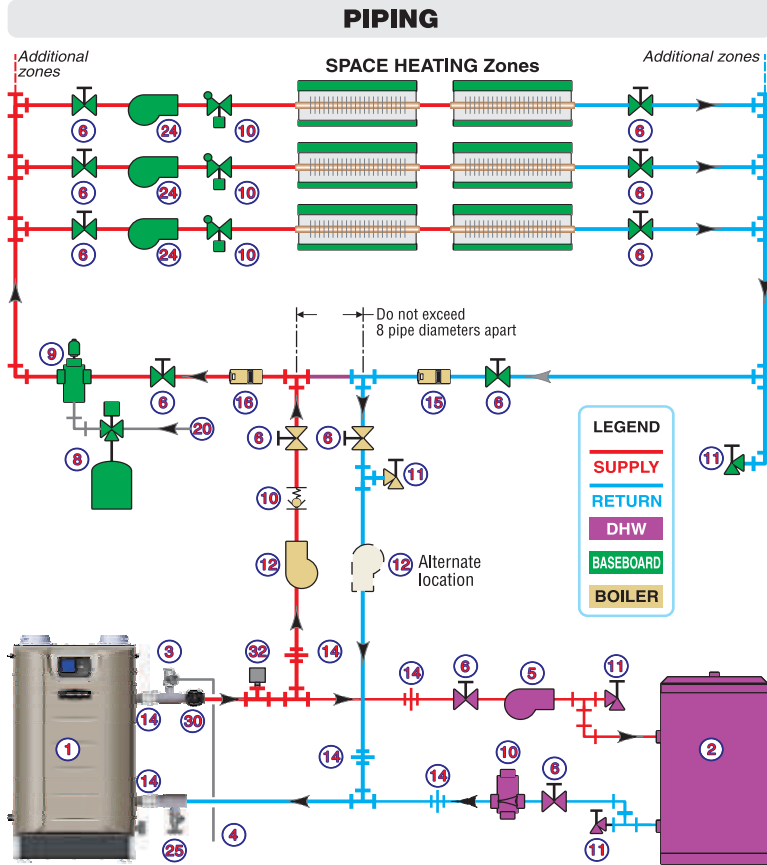 PIPING
Additional zones
Additional zones
SPACE HEATING Zones
6 24 10 6
6 24 10 6
6 24 10 6
Do not exceed
8 pipe diameters apart
9
6 16 15 6
20
8
6 6
11
11
10
12
12 Alternate
location
LEGEND
SUPPLY
RETURN
DHW
BASEBOARD
BOILER
3
32
14
14
6
5
11
14
30
1
2
14
14
14
10
6
25
4
11